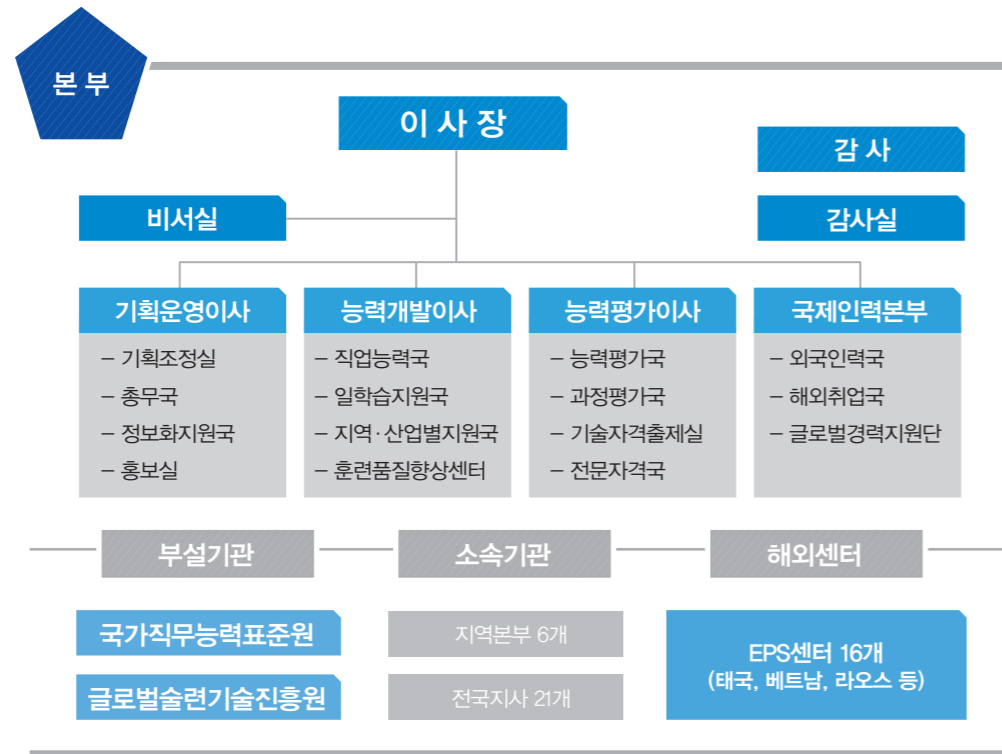 본 부
이 사 장
감 사
비서실
감사실
기획운영이사
– 기획조정실
– 총무국
– 정보화지원국
– 홍보실
능력개발이사
– 직업능력국
– 일학습지원국
– 지역·산업별지원국
– 훈련품질향상센터
능력평가이사
– 능력평가국
– 과정평가국
– 기술자격출제실
– 전문자격국
국제인력본부
– 외국인력국
– 해외취업국
– 글로벌경력지원단
부설기관
국가직무능력표준원
글로벌숙련기술진흥원
소속기관
지역본부 6개
전국지사 21개
해외센터
EPS센터 16개
(태국, 베트남, 라오스 등)